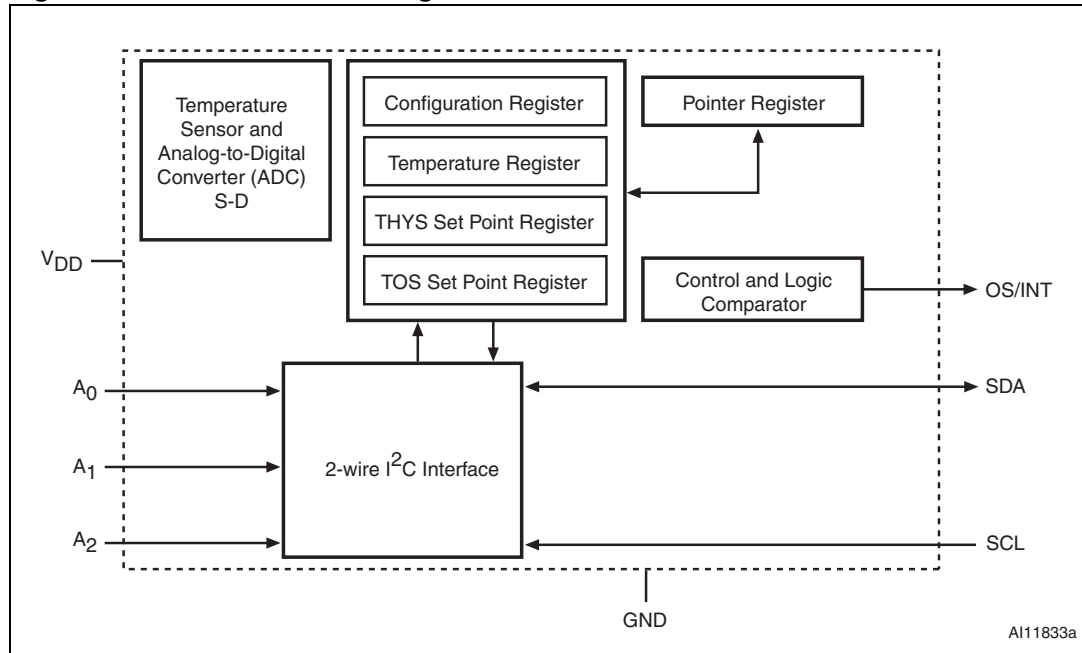 Temperature
Sensor and
Analog-to-Digital
Converter (ADC)
S-D
Configuration Register
Temperature Register
THYS Set Point Register
TOS Set Point Register
Pointer Register
Control and Logic
Comparator
VDD
OS/INT
A0
SDA
A1
2-wire I2C Interface
A2
SCL
GND
AI11833a